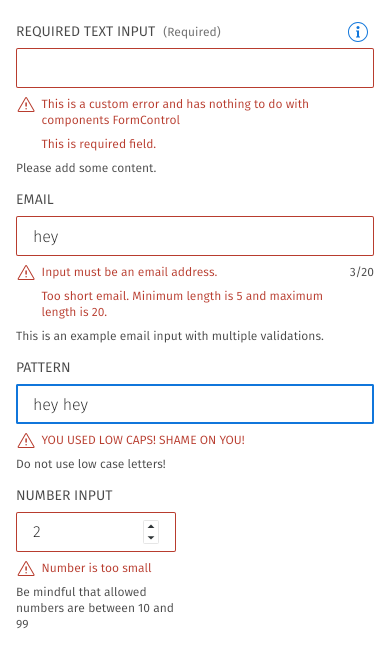 REQUIRED TEXT INPUT (Required)
This is a custom error and has nothing to do with
components FormControl
This is required field.
Please add some content.
EMAIL
hey
Input must be an email address. 3/20
Too short email. Minimum length is 5 and maximum
length is 20.
This is an example email input with multiple validations.
PATTERN
hey hey
YOU USED LOW CAPS! SHAME ON YOU!
Do not use low case letters!
NUMBER INPUT
2
Number is too small
Be mindful that allowed
numbers are between 10 and
99